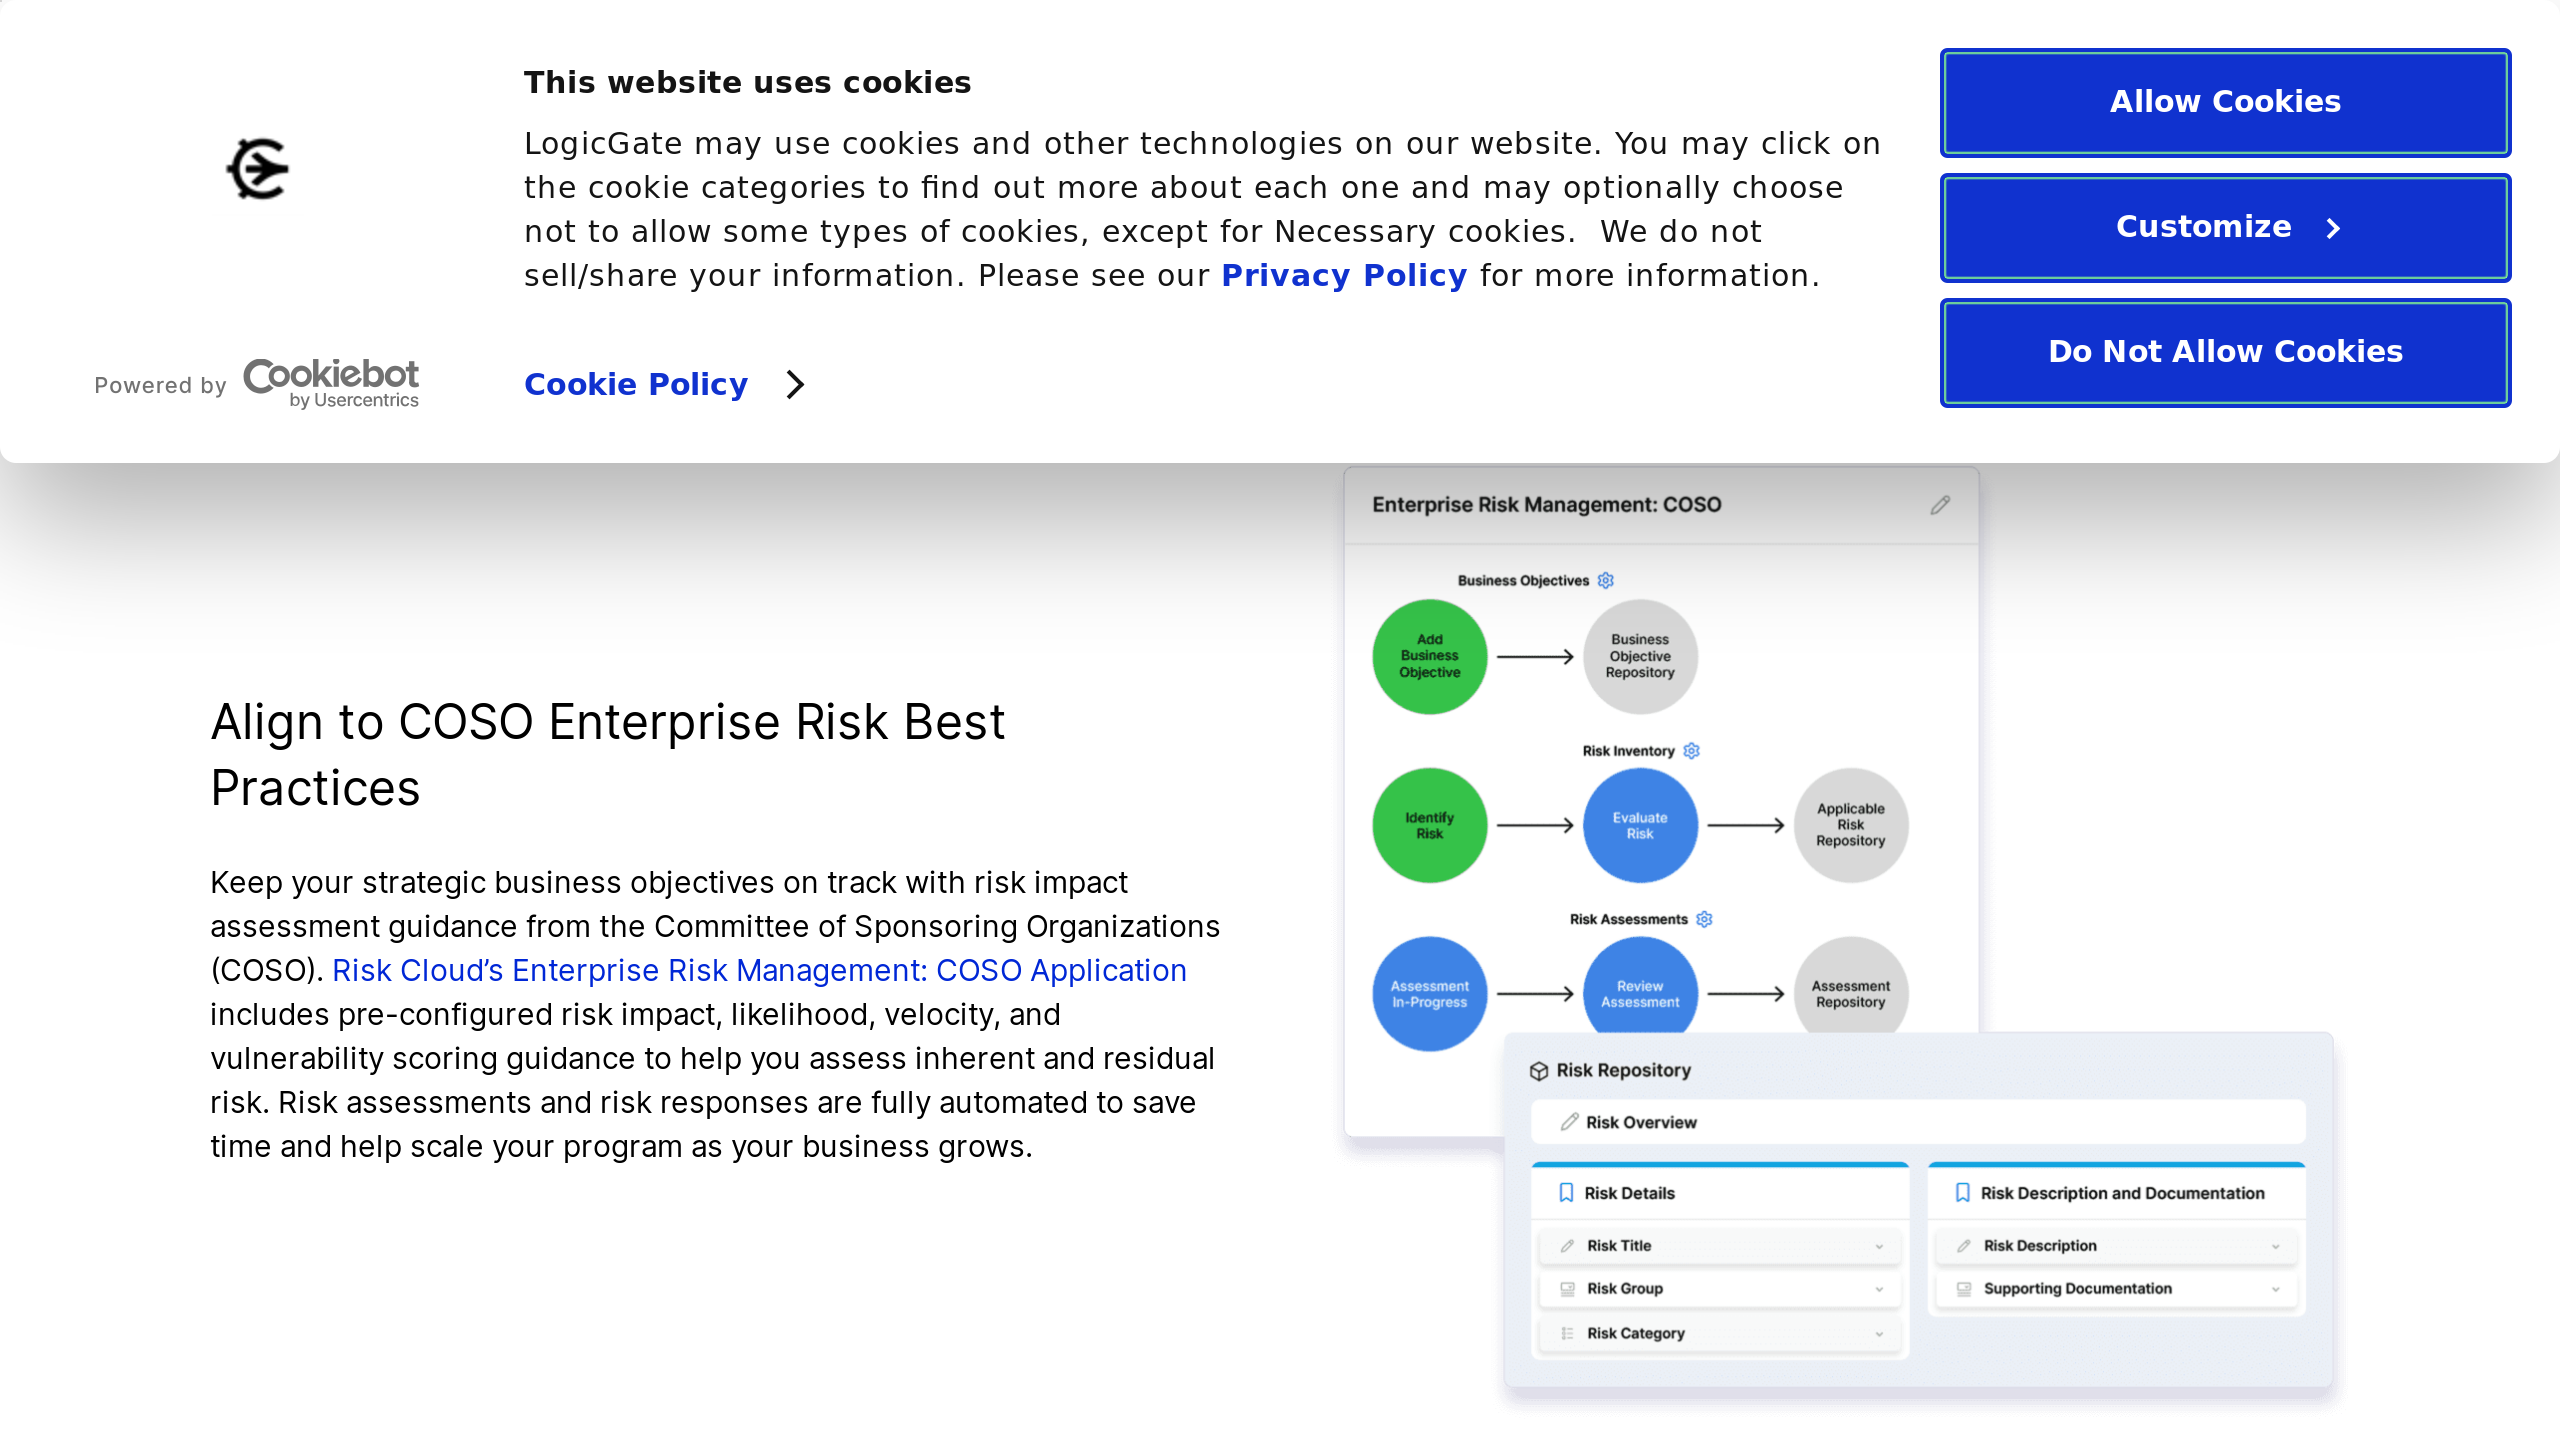 This website uses cookies
LogicGate may use cookies and other technologies on our website. You may click on
the cookie categories to find out more about each one and may optionally choose
not to allow some types of cookies, except for Necessary cookies.  We do not
sell/share your information. Please see our Privacy Policy for more information.
Powered by Cookiebot
by Usercentrics
Cookie Policy
Allow Cookies
Customize
Do Not Allow Cookies
Align to COSO Enterprise Risk Best
Practices
Keep your strategic business objectives on track with risk impact
assessment guidance from the Committee of Sponsoring Organizations
(COSO). Risk Cloud’s Enterprise Risk Management: COSO Application
includes pre-configured risk impact, likelihood, velocity, and
vulnerability scoring guidance to help you assess inherent and residual
risk. Risk assessments and risk responses are fully automated to save
time and help scale your program as your business grows.
Enterprise Risk Management: COSO
Business Objectives
Add
Business
Objective
Business
Objective
Repository
Risk Inventory
Identify
Risk
Evaluate
Risk
Applicable
Risk
Repository
Risk Assessments
Assessment
In-Progress
Review
Assessment
Assessment
Repository
Risk Repository
Risk Overview
Risk Details
Risk Title
Risk Group
Risk Category
Risk Description and Documentation
Risk Description
Supporting Documentation